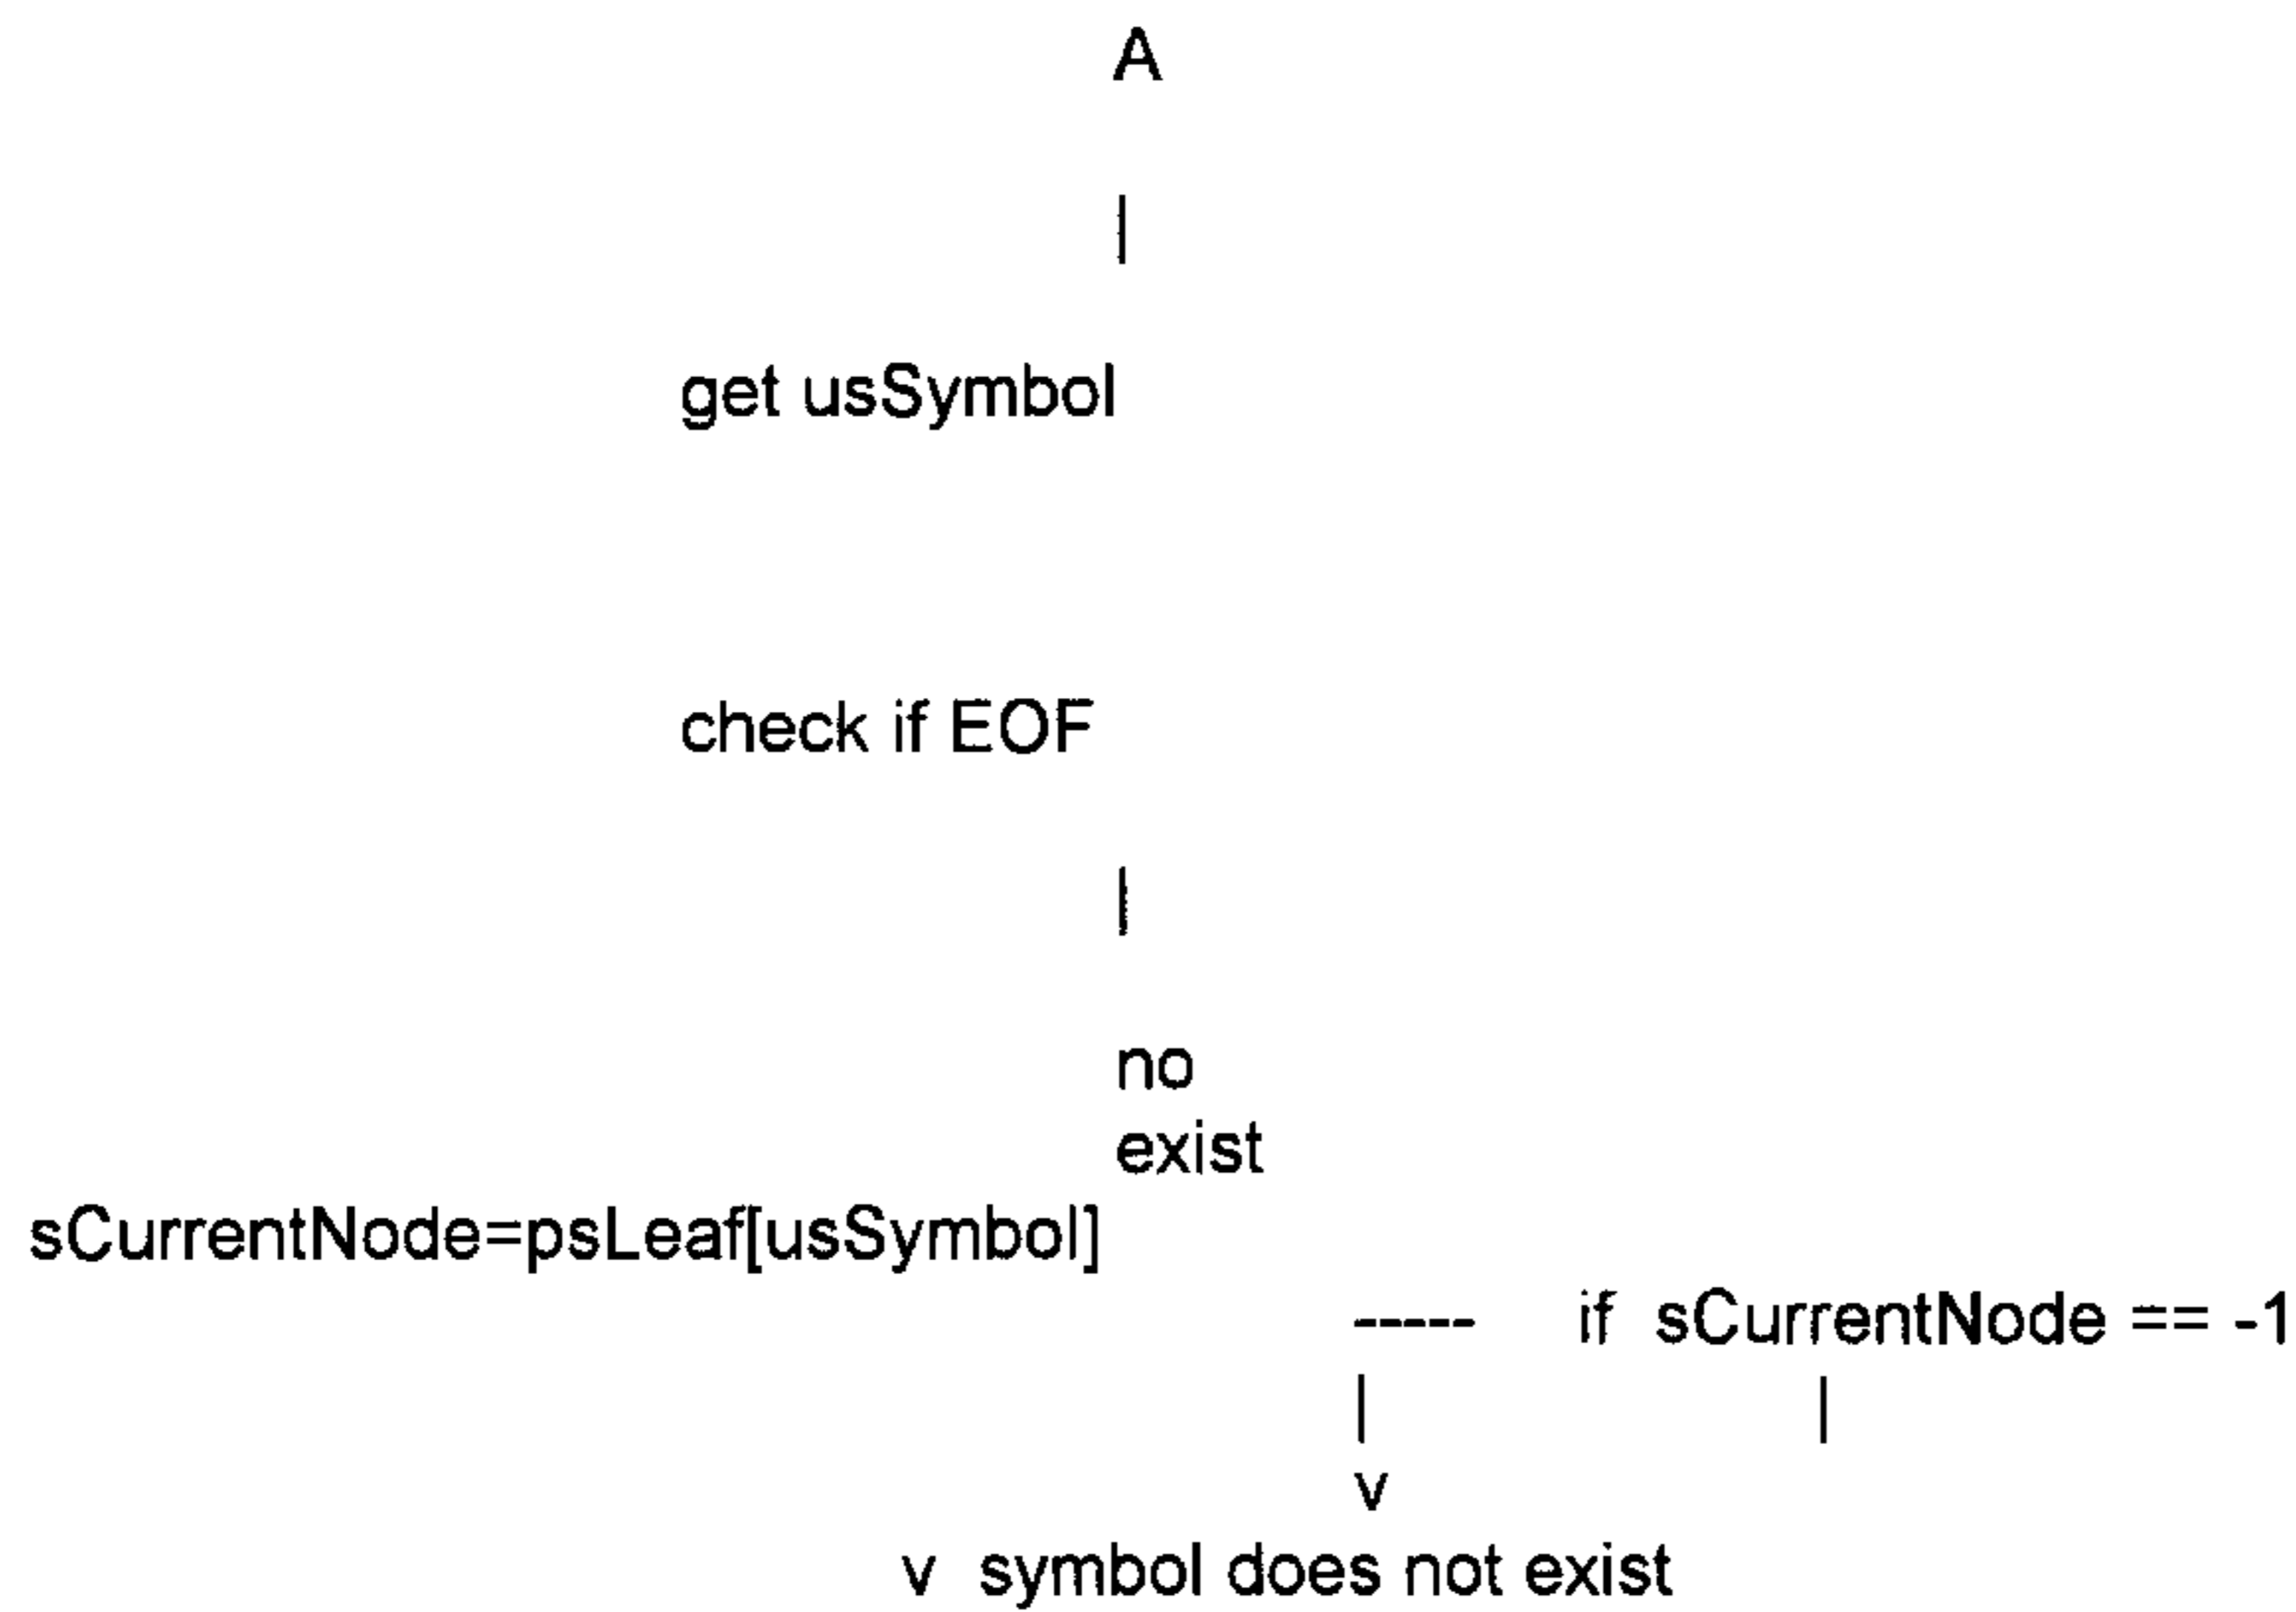 A
|
get usSymbol
check if EOF
|
no
exist
sCurrentNode=psLeaf[usSymbol]
----- if sCurrentNode == -1
| |
v
v symbol does not exist